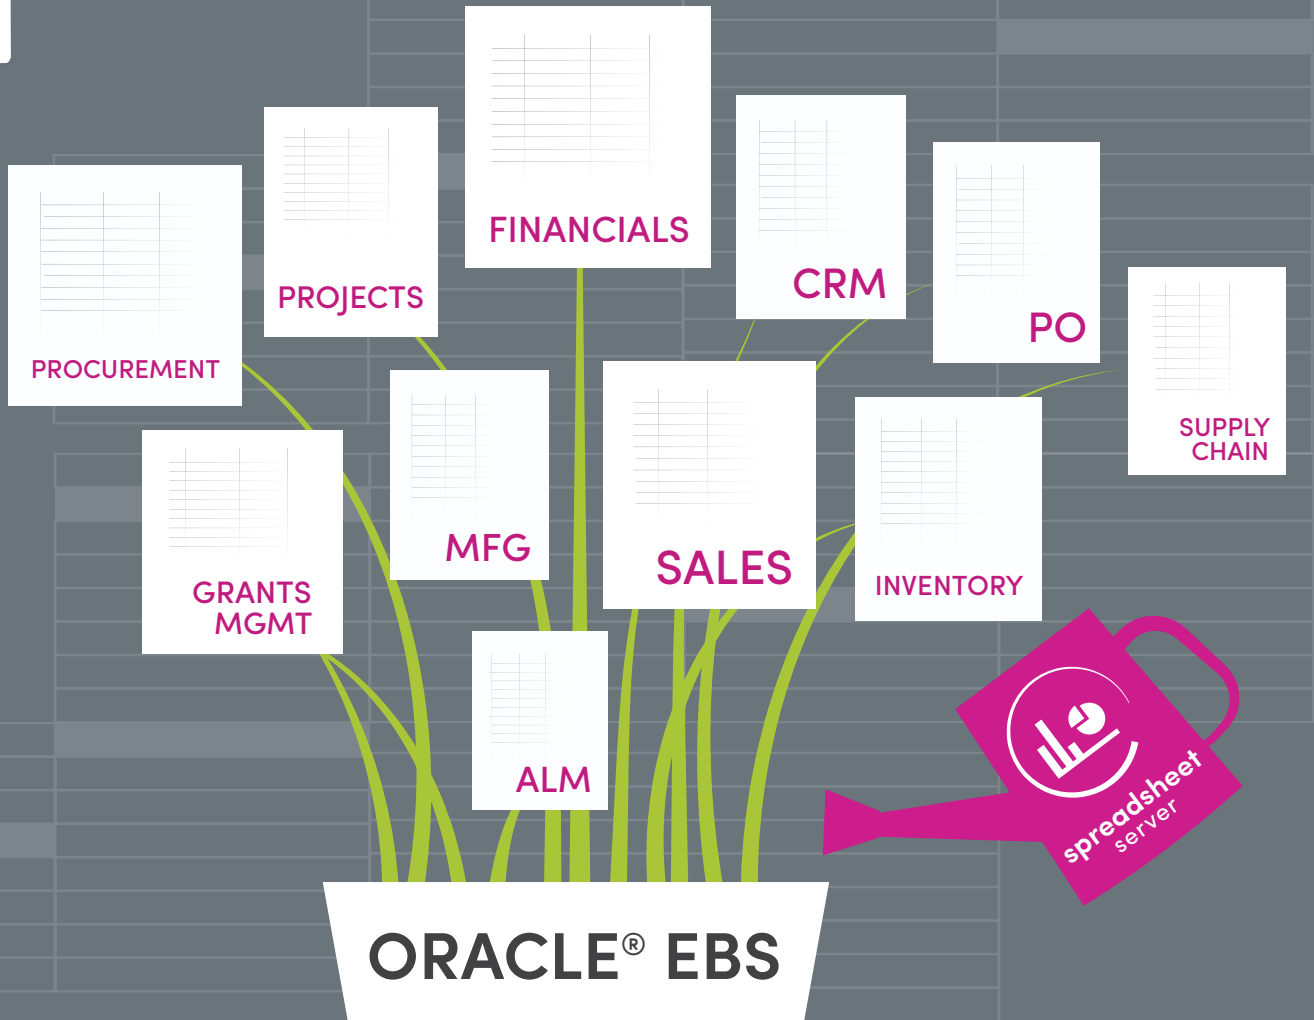 FINANCIALS
CRM
PROJECTS
PO
PROCUREMENT
SUPPLY
CHAIN
MFG
SALES
GRANTS
MGMT
INVENTORY
ALM
spreadsheet
server
ORACLE® EBS